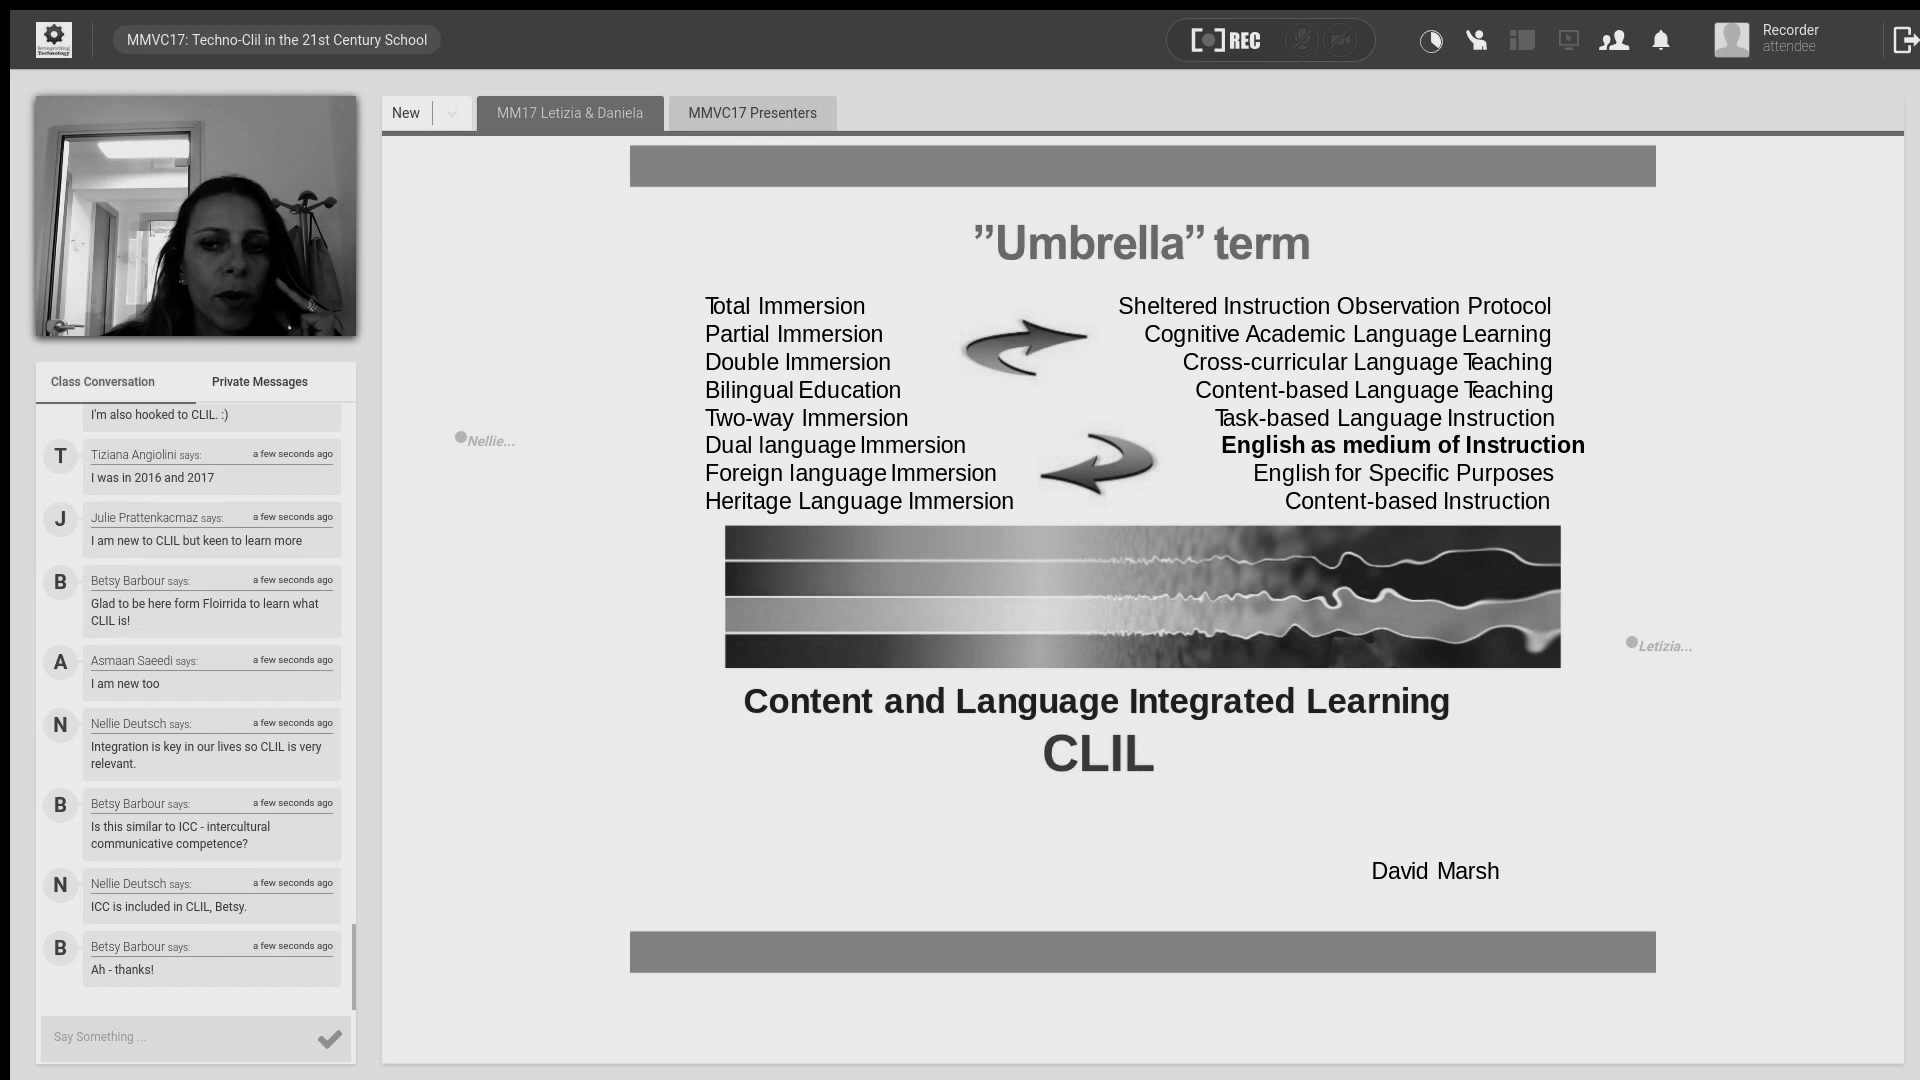 Integrating
Technology
MMVC17: Techno-Clil in the 21st Century School
REC
Recorder
attendee
New
MM17 Letizia & Daniela
MMVC17 Presenters
Class Conversation
Private Messages
I'm also hooked to CLIL. :)
T
Tiziana Angiolini says:
a few seconds ago
I was in 2016 and 2017
J
Julie Prattenkacmaz says:
a few seconds ago
I am new to CLIL but keen to learn more
B
Betsy Barbour says:
a few seconds ago
Glad to be here form Floirrida to learn what
CLIL is!
A
Asmaan Saeedi says:
a few seconds ago
I am new too
N
Nellie Deutsch says:
a few seconds ago
Integration is key in our lives so CLIL is very
relevant.
B
Betsy Barbour says:
a few seconds ago
Is this similar to ICC - intercultural
communicative competence?
N
Nellie Deutsch says:
a few seconds ago
ICC is included in CLIL, Betsy.
B
Betsy Barbour says:
a few seconds ago
Ah - thanks!
Say Something ...
”Umbrella” term
Total Immersion
Partial Immersion
Double Immersion
Bilingual Education
Two-way Immersion
Dual language Immersion
Foreign language Immersion
Heritage Language Immersion
Sheltered Instruction Observation Protocol
Cognitive Academic Language Learning
Cross-curricular Language Teaching
Content-based Language Teaching
Task-based Language Instruction
English as medium of Instruction
English for Specific Purposes
Content-based Instruction
Nellie...
Letizia...
Content and Language Integrated Learning
CLIL
David Marsh